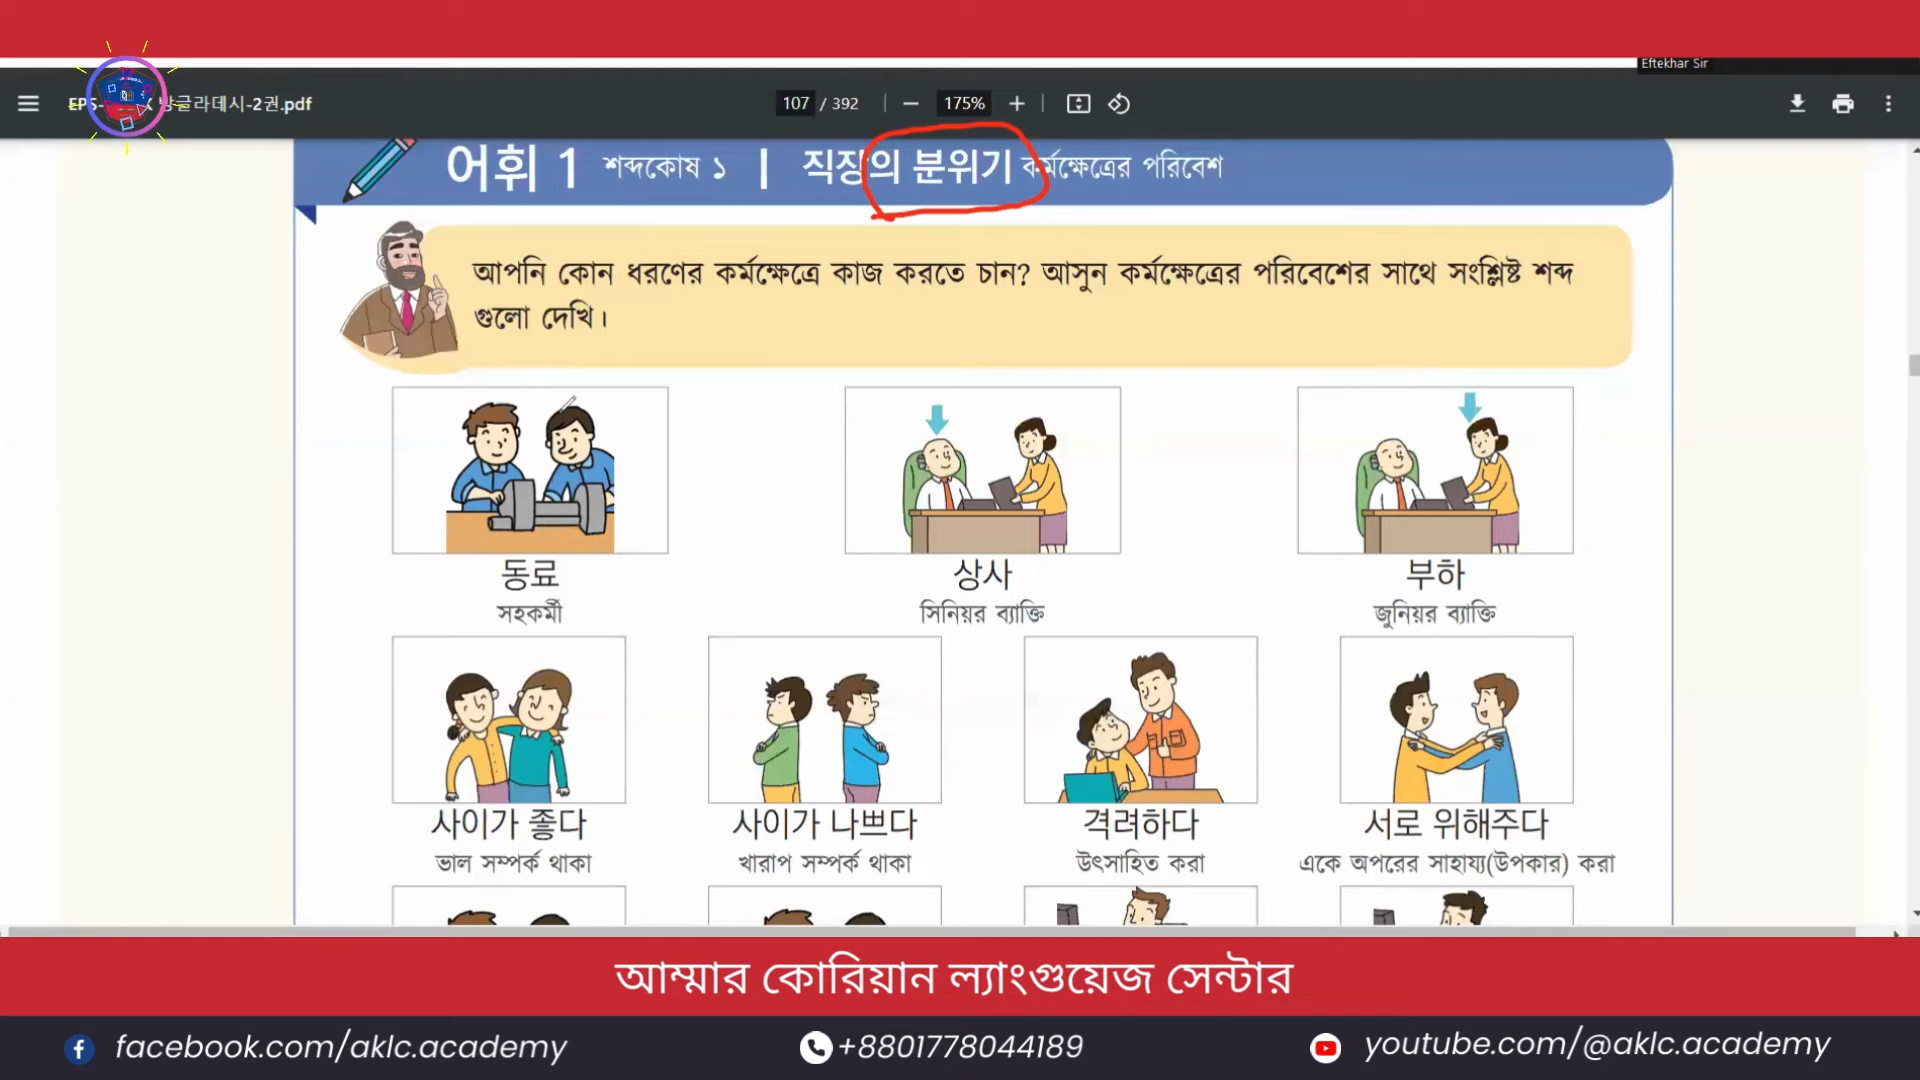 Eftekhar Sir
방글라데시-2권.pdf
107 / 392
175%
어휘 1 শব্দকোষ ১ | 직장의 분위기 কর্মক্ষেত্রের পরিবেশ
আপনি কোন ধরণের কর্মক্ষেত্রে কাজ করতে চান? আসুন কর্মক্ষেত্রের পরিবেশের সাথে সংশ্লিষ্ট শব্দ
গুলো দেখি।
동료 상사 부하
সহকর্মী সিনিয়র ব্যাক্তি জুনিয়র ব্যাক্তি
사이가 좋다 사이가 나쁘다 격려하다 서로 위해주다
ভাল সম্পর্ক থাকা খারাপ সম্পর্ক থাকা উৎসাহিত করা একে অপরের সাহায্য(উপকার) করা
আম্মার কোরিয়ান ল্যাংগুয়েজ সেন্টার
facebook.com/aklc.academy +8801778044189 youtube.com/@aklc.academy